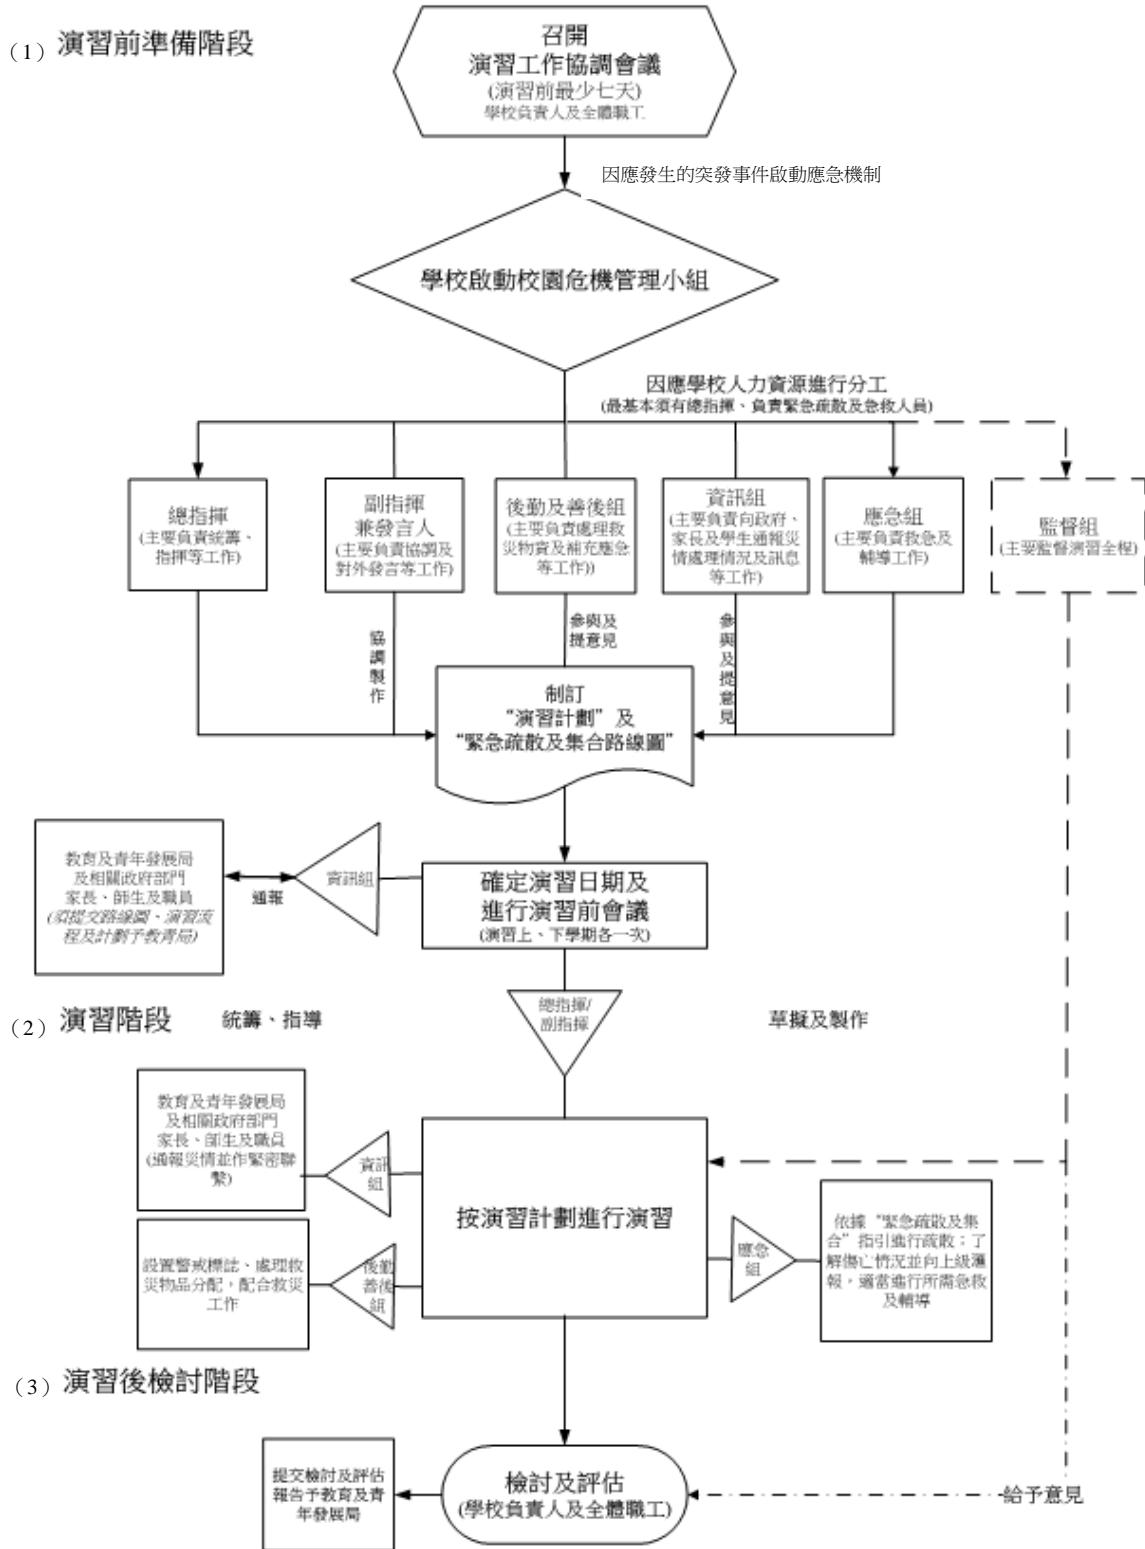 (1) 演習前準備階段
召開
演習工作協調會議
(演習前最少七天)
學校負責人及全體職工
因應發生的突發事件啟動應急機制
學校啟動校園危機管理小組
因應學校人力資源進行分工
(最基本須有總指揮、負責緊急疏散及急救人員)
總指揮
(主要負責統籌、
指揮等工作)
副指揮
兼發言人
(主要負責協調及
對外發言等工作)
後勤及善後組
(主要負責處理救
災物資及補充應急
等工作))
資訊組
(主要負責向政府、
家長及學生通報災
情處理情況及訊息
等工作)
應急組
(主要負責救急及
輔導工作)
監督組
(主要監督演習全程)
協調製作
參與及
提意見
參與及提意見
制訂
“演習計劃”及
“緊急疏散及集合路線圖”
教育及青年發展局
及相關政府部門
家長、師生及職員
(須提交路線圖、演習流
程及計劃予教青局)
通報
資訊組
確定演習日期及
進行演習前會議
(演習上、下學期各一次)
總指揮/
副指揮
(2) 演習階段
統籌、指導
草擬及製作
教育及青年發展局
及相關政府部門
家長、師生及職員
(通報災情並作緊密聯
繫)
資訊
組
按演習計劃進行演習
設置警戒標誌、處理救
災物品分配，配合救災
工作
後勤
善後
組
應急
組
依據“緊急疏散及集
合”指引進行疏散；了
解傷亡情況並向上級匯
報，適當進行所需急救
及輔導
(3) 演習後檢討階段
提交檢討及評估
報告予教育及青
年發展局
檢討及評估
(學校負責人及全體職工)
給予意見